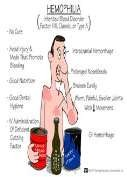 HEMOPHILIA
(Inherited Blood Disorder
Factor VIII, Classic, or Type A)
- No Cure
- Avoid Injury &
Meds That Promote
Bleeding
- Good Nutrition
- Good Dental
Hygiene
- IV Administration
Of Deficient
Clotting
Factor
Intracranial Hemorrhage
Prolonged Nosebleeds
Bruises Easily
Warm, Painful, Swollen Joints
With Movement
GI Hemorrhage